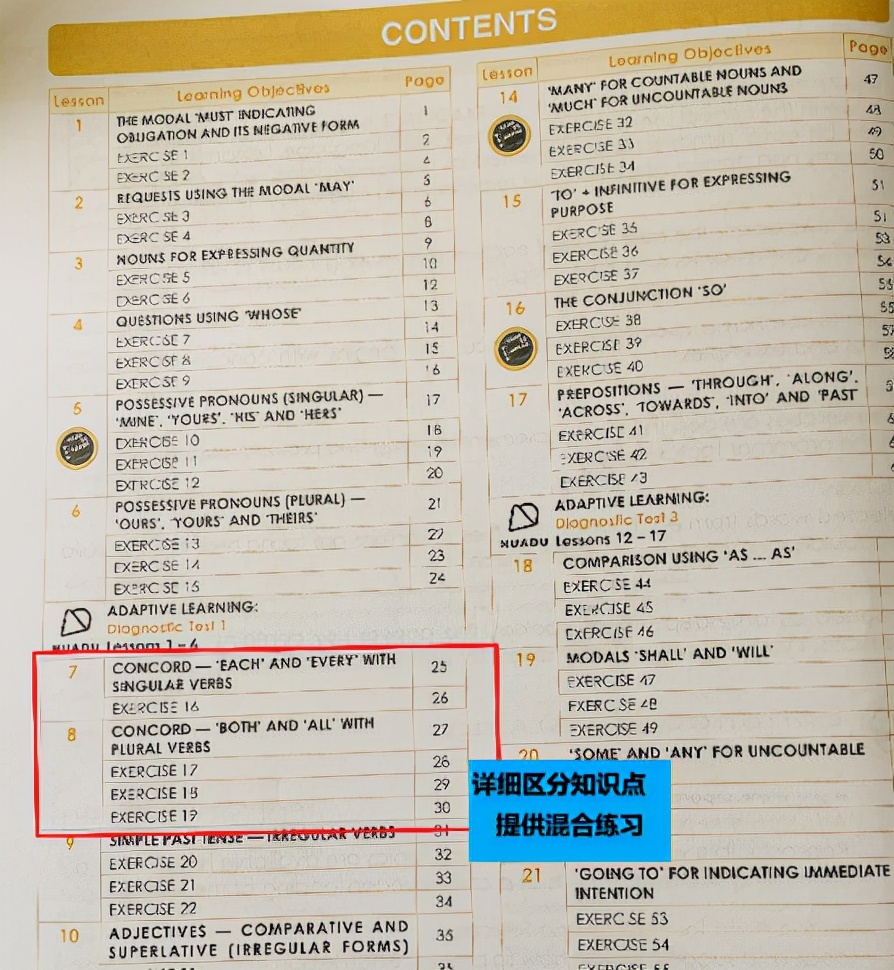 CONTENTS
Lesson Learning Objectives Page
1 THE MODAL 'MUST' INDICATING 1
OBLIGATION AND ITS NEGATIVE FORM
EXERCISE 1 2
EXERCISE 2 4
2 REQUESTS USING THE MODAL 'MAY' 5
EXERCISE 3 6
EXERCISE 4 8
3 NOUNS FOR EXPRESSING QUANTITY 9
EXERCISE 5 10
EXERCISE 6 12
4 QUESTIONS USING 'WHOSE' 13
EXERCISE 7 14
EXERCISE 8 15
EXERCISE 9 16
5 POSSESSIVE PRONOUNS (SINGULAR) — 17
'MINE', 'YOURS', 'HIS' AND 'HERS'
EXERCISE 10 18
EXERCISE 11 19
EXERCISE 12 20
6 POSSESSIVE PRONOUNS (PLURAL) — 21
'OURS', 'YOURS' AND 'THEIRS'
EXERCISE 13 22
EXERCISE 14 23
EXERCISE 15 24
ADAPTIVE LEARNING:
Diagnostic Test 1
Lessons 1 – 6
7 CONCORD — 'EACH' AND 'EVERY' WITH 25
SINGULAR VERBS
EXERCISE 16 26
8 CONCORD — 'BOTH' AND 'ALL' WITH 27
PLURAL VERBS
EXERCISE 17 28
EXERCISE 18 29
EXERCISE 19 30
9 SIMPLE PAST TENSE — IRREGULAR VERBS 31
EXERCISE 20 32
EXERCISE 21 33
EXERCISE 22 34
10 ADJECTIVES — COMPARATIVE AND 35
SUPERLATIVE (IRREGULAR FORMS)
Lesson Learning Objectives Page
14 'MANY' FOR COUNTABLE NOUNS AND 47
'MUCH' FOR UNCOUNTABLE NOUNS
EXERCISE 32 48
EXERCISE 33 49
EXERCISE 34 50
15 'TO' + INFINITIVE FOR EXPRESSING 51
PURPOSE
EXERCISE 35 51
EXERCISE 36 53
EXERCISE 37 54
16 THE CONJUNCTION 'SO' 55
EXERCISE 38 55
EXERCISE 39 57
EXERCISE 40 58
17 PREPOSITIONS — 'THROUGH', 'ALONG',
'ACROSS', 'TOWARDS', 'INTO' AND 'PAST'
EXERCISE 41
EXERCISE 42
EXERCISE 43
ADAPTIVE LEARNING:
Diagnostic Test 3
Lessons 12 – 17
18 COMPARISON USING 'AS ... AS'
EXERCISE 44
EXERCISE 45
EXERCISE 46
19 MODALS 'SHALL' AND 'WILL'
EXERCISE 47
EXERCISE 48
EXERCISE 49
20 'SOME' AND 'ANY' FOR UNCOUNTABLE
详细区分知识点
提供混合练习
21 'GOING TO' FOR INDICATING IMMEDIATE
INTENTION
EXERCISE 53
EXERCISE 54
EXERCISE 55